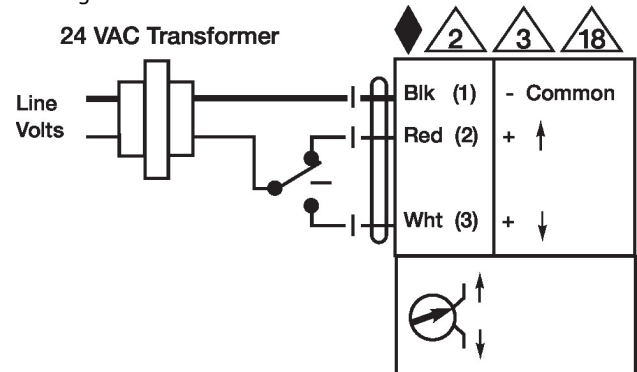 24 VAC Transformer
2 3 18
Line
Volts
Blk (1) - Common
Red (2) + ↑
Wht (3) + ↓